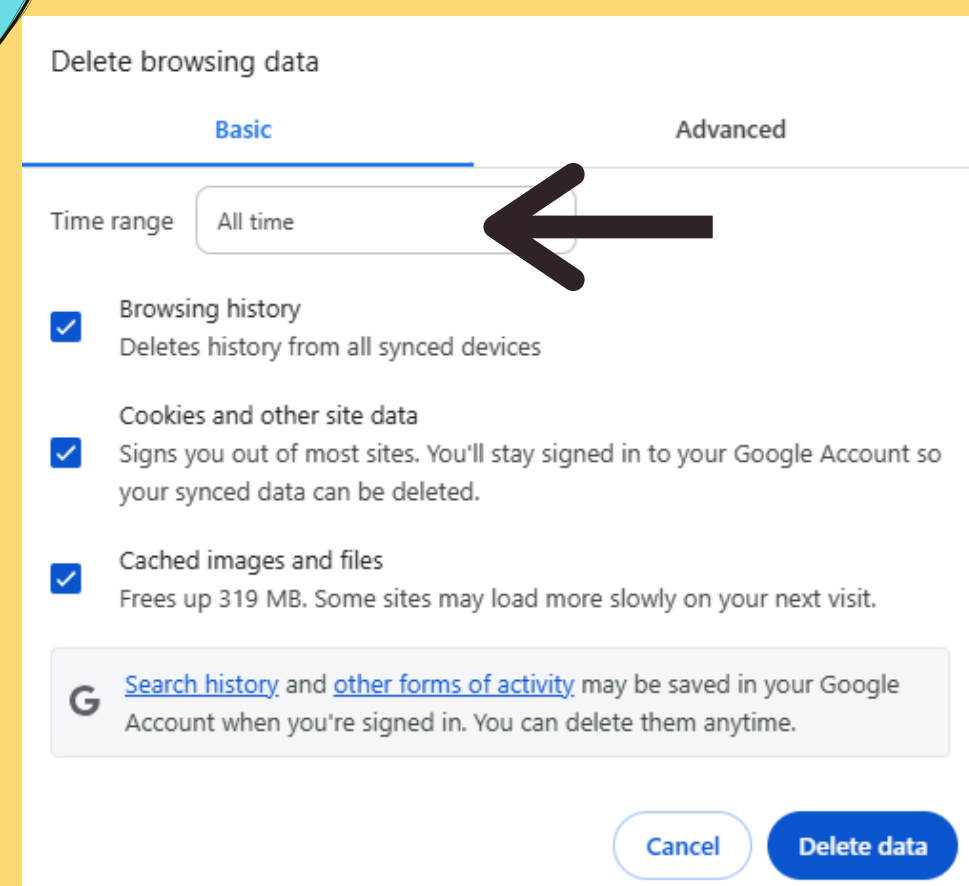 Delete browsing data
Basic
Advanced
Time range
All time
Browsing history
Deletes history from all synced devices
Cookies and other site data
Signs you out of most sites. You'll stay signed in to your Google Account so
your synced data can be deleted.
Cached images and files
Frees up 319 MB. Some sites may load more slowly on your next visit.
G
Search history and other forms of activity may be saved in your Google
Account when you're signed in. You can delete them anytime.
Cancel
Delete data